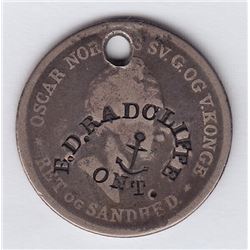 OSCAR NOR S SV. G. OG V. KONGE
RET OG SANDHED.
E.D. RADCLIFFE
ONT.